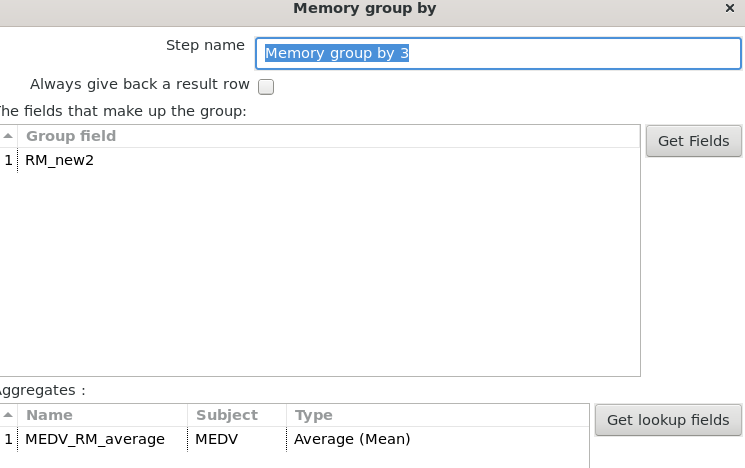 Memory group by
Step name
Memory group by 3
Always give back a result row
he fields that make up the group:
Group field
Get Fields
1 RM_new2
Aggregates :
Name Subject Type
Get lookup fields
1 MEDV_RM_average MEDV Average (Mean)